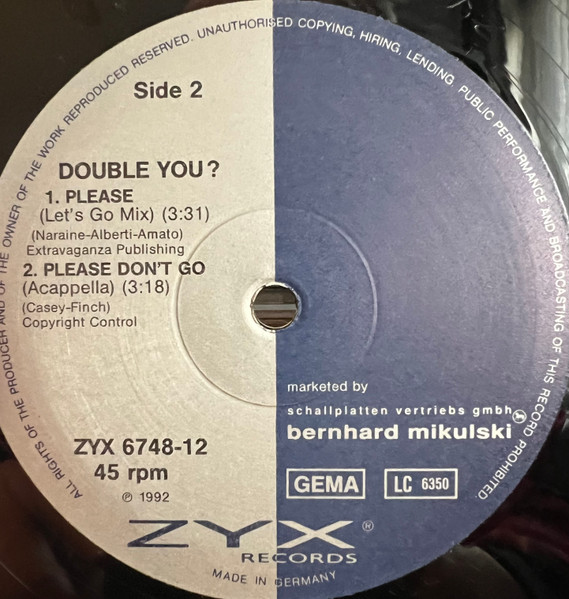 ALL RIGHTS OF THE PRODUCER AND OF THE OWNER OF THE WORK REPRODUCED RESERVED. UNAUTHORISED COPYING, HIRING, LENDING, PUBLIC PERFORMANCE AND BROADCASTING OF THIS RECORD PROHIBITED.
Side 2
DOUBLE YOU?
1. PLEASE
(Let's Go Mix) (3:31)
(Naraine-Alberti-Amato)
Extravaganza Publishing
2. PLEASE DON'T GO
(Acappella) (3:18)
(Casey-Finch)
Copyright Control
marketed by
schallplatten vertriebs gmbh
bernhard mikulski
ZYX 6748-12
45 rpm
℗ 1992
GEMA
LC 6350
ZYX®
RECORDS
MADE IN GERMANY